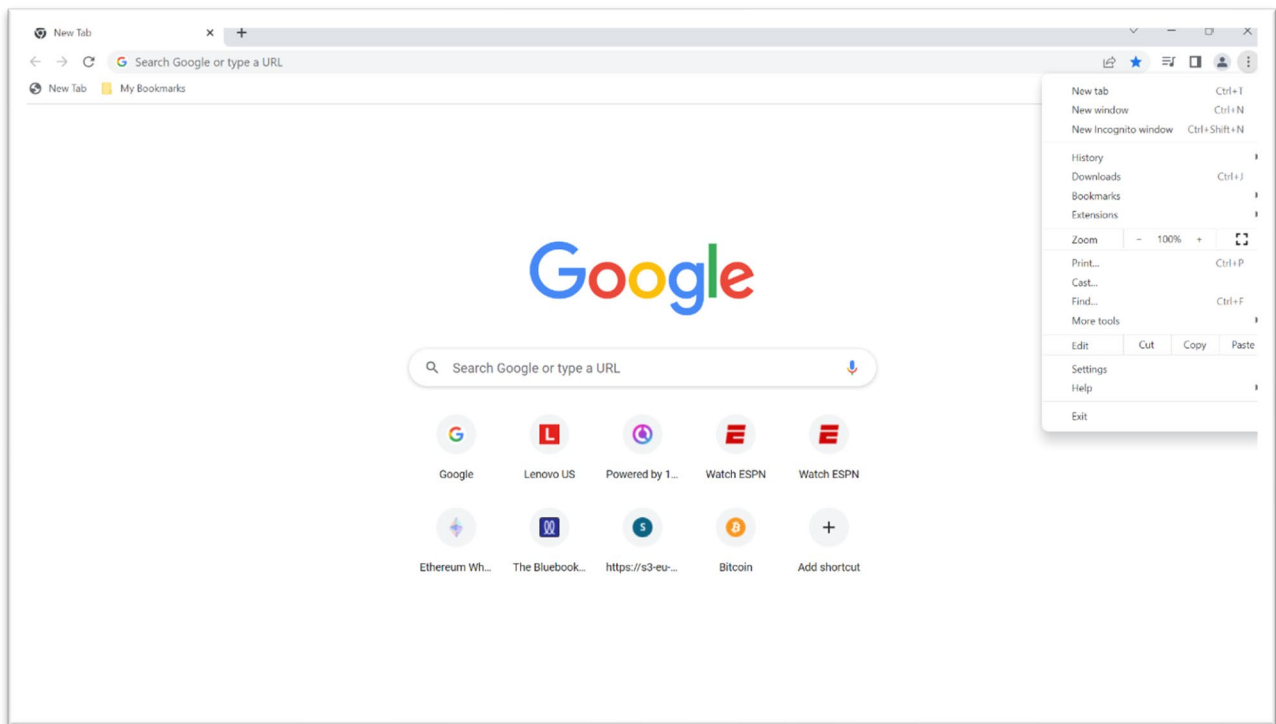 New Tab
Search Google or type a URL
New Tab My Bookmarks
New tab Ctrl+T
New window Ctrl+N
New Incognito window Ctrl+Shift+N
History
Downloads Ctrl+J
Bookmarks
Extensions
Zoom - 100% +
Print... Ctrl+P
Cast...
Find... Ctrl+F
More tools
Edit Cut Copy Paste
Settings
Help
Exit
Google
Search Google or type a URL
Google Lenovo US Powered by 1... Watch ESPN Watch ESPN
Ethereum Wh... The Bluebook... https://s3-eu-... Bitcoin Add shortcut